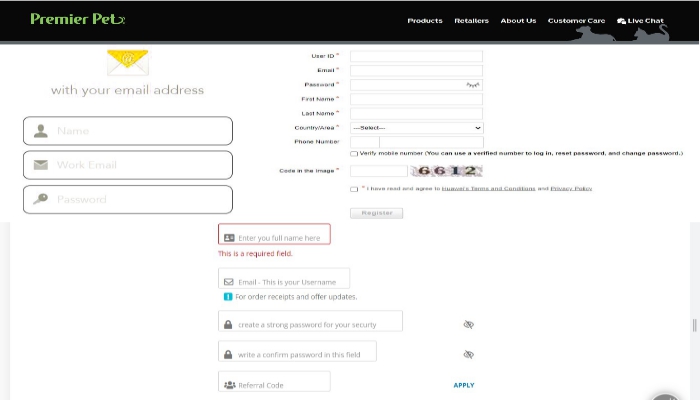 Premier Pet
Products Retailers About Us Customer Care Live Chat
with your email address
Name
Work Email
Password
User ID *
Email *
Password *
First Name *
Last Name *
Country/Area * ---Select---
Phone Number
Verify mobile number (You can use a verified number to log in, reset password, and change password.)
Code in the image * 6612
* I have read and agree to Huawei's Terms and Conditions and Privacy Policy
Register
Enter you full name here
This is a required field.
Email - This is your Username
For order receipts and offer updates.
create a strong password for your securty
write a confirm password in this field
Referral Code
APPLY